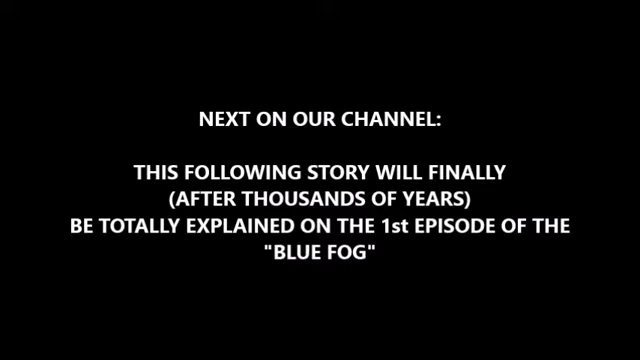 NEXT ON OUR CHANNEL:
THIS FOLLOWING STORY WILL FINALLY
(AFTER THOUSANDS OF YEARS)
BE TOTALLY EXPLAINED ON THE 1st EPISODE OF THE
"BLUE FOG"